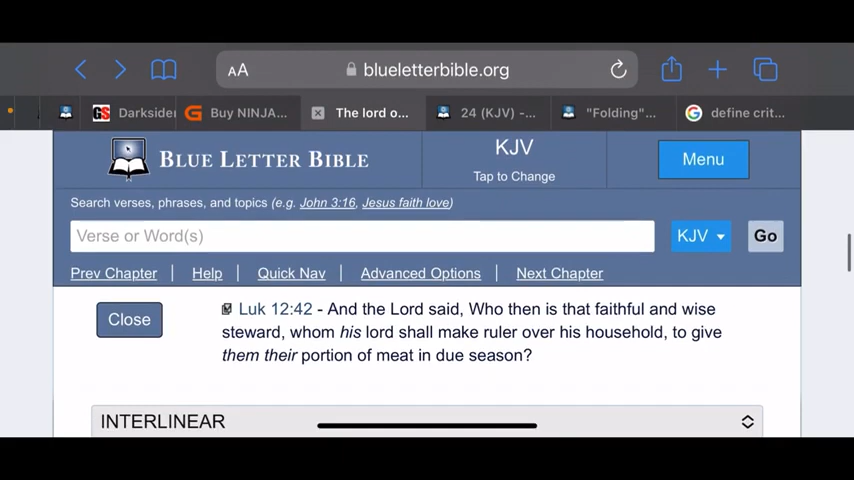 AA blueletterbible.org
GS Darksider Buy NINJA... The lord o... 24 (KJV) -... "Folding"... define crit...
BLUE LETTER BIBLE KJV Menu
Tap to Change
Search verses, phrases, and topics (e.g. John 3:16, Jesus faith love)
Verse or Word(s) KJV Go
Prev Chapter Help Quick Nav Advanced Options Next Chapter
Close Luk 12:42 - And the Lord said, Who then is that faithful and wise
steward, whom his lord shall make ruler over his household, to give
them their portion of meat in due season?
INTERLINEAR